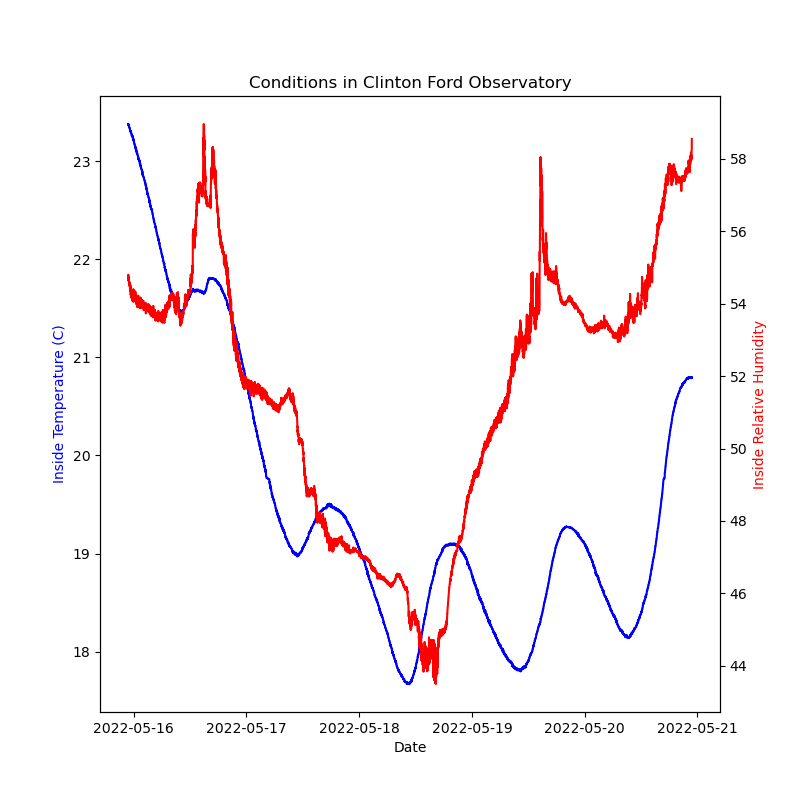 Conditions in Clinton Ford Observatory
23
22
21
20
19
18
Inside Temperature (C)
58
56
54
52
50
48
46
44
Inside Relative Humidity
2022-05-16 2022-05-17 2022-05-18 2022-05-19 2022-05-20 2022-05-21
Date